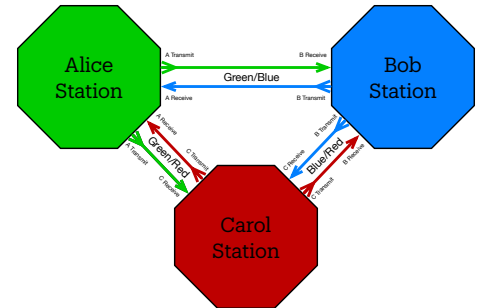 Alice
Station
Bob
Station
A Transmit
B Receive
Green/Blue
A Receive
B Transmit
A Receive
C Transmit
Green/Red
A Transmit
C Receive
B Transmit
C Receive
Blue/Red
B Receive
C Transmit
Carol
Station